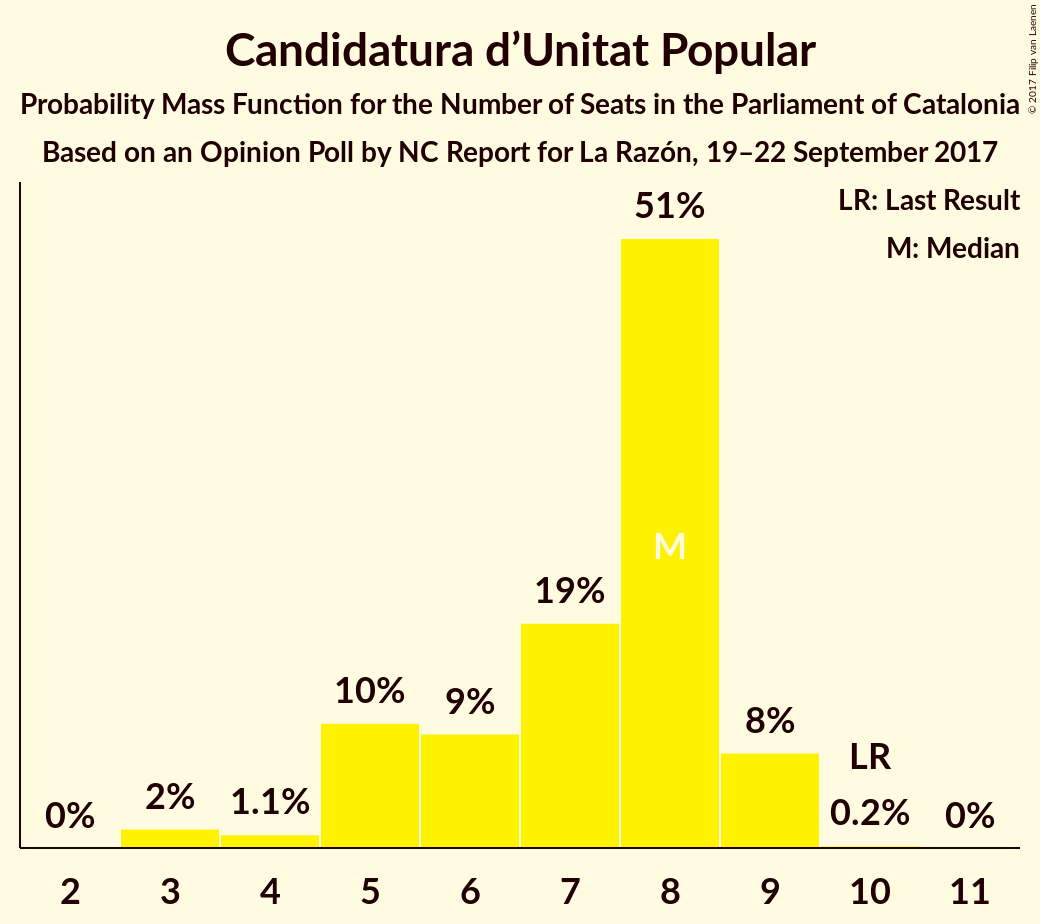 Candidatura d’Unitat Popular
Probability Mass Function for the Number of Seats in the Parliament of Catalonia
Based on an Opinion Poll by NC Report for La Razón, 19–22 September 2017
© 2017 Filip van Laenen
LR: Last Result
M: Median
0%
2%
1.1%
10%
9%
19%
51%
M
8%
LR
0.2%
0%
2 3 4 5 6 7 8 9 10 11